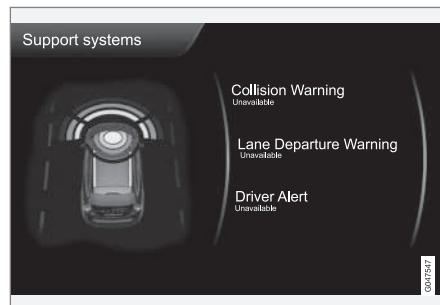 Support systems
Collision Warning
Unavailable
Lane Departure Warning
Unavailable
Driver Alert
Unavailable
G047547